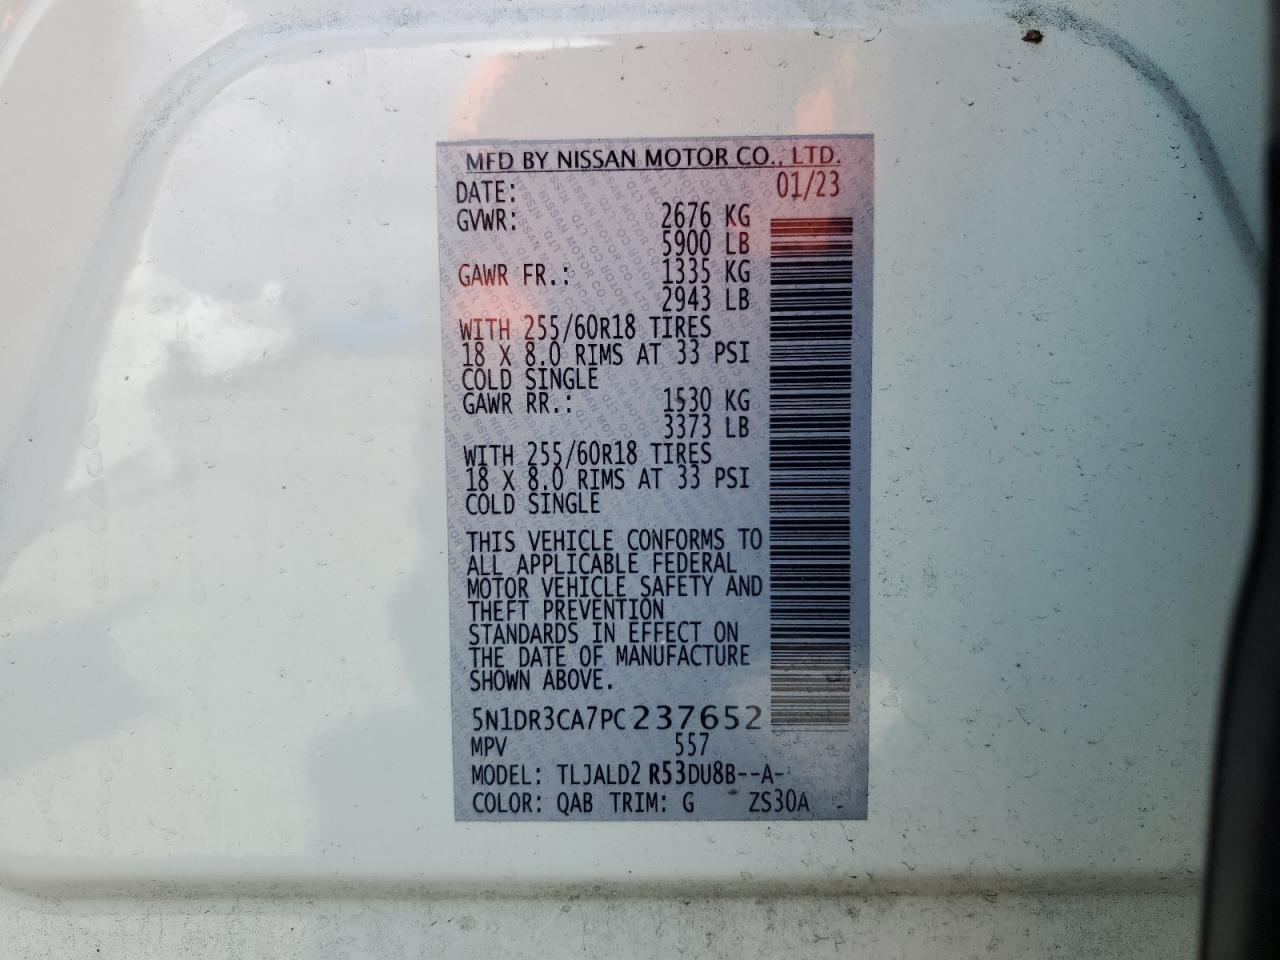 MFD BY NISSAN MOTOR CO., LTD.
DATE: 01/23
GVWR: 2676 KG
5900 LB
GAWR FR.: 1335 KG
2943 LB
WITH 255/60R18 TIRES
18 X 8.0 RIMS AT 33 PSI
COLD SINGLE
GAWR RR.: 1530 KG
3373 LB
WITH 255/60R18 TIRES
18 X 8.0 RIMS AT 33 PSI
COLD SINGLE
THIS VEHICLE CONFORMS TO
ALL APPLICABLE FEDERAL
MOTOR VEHICLE SAFETY AND
THEFT PREVENTION
STANDARDS IN EFFECT ON
THE DATE OF MANUFACTURE
SHOWN ABOVE.
5N1DR3CA7PC237652
MPV 557
MODEL: TLJALD2 R53DU8B--A-
COLOR: QAB TRIM: G ZS30A